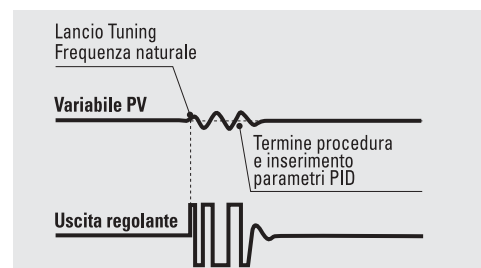 Lancio Tuning
Frequenza naturale
Variabile PV
Termine procedura
e inserimento
parametri PID
Uscita regolante